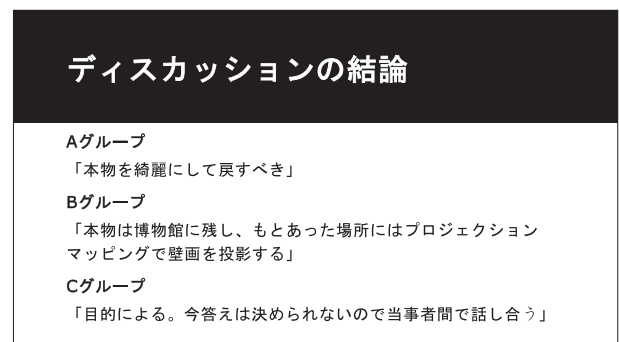 ディスカッションの結論
Aグループ
「本物を綺麗にして戻すべき」
Bグループ
「本物は博物館に残し、もとあった場所にはプロジェクション
マッピングで壁画を投影する」
Cグループ
「目的による。今答えは決められないので当事者間で話し合う」